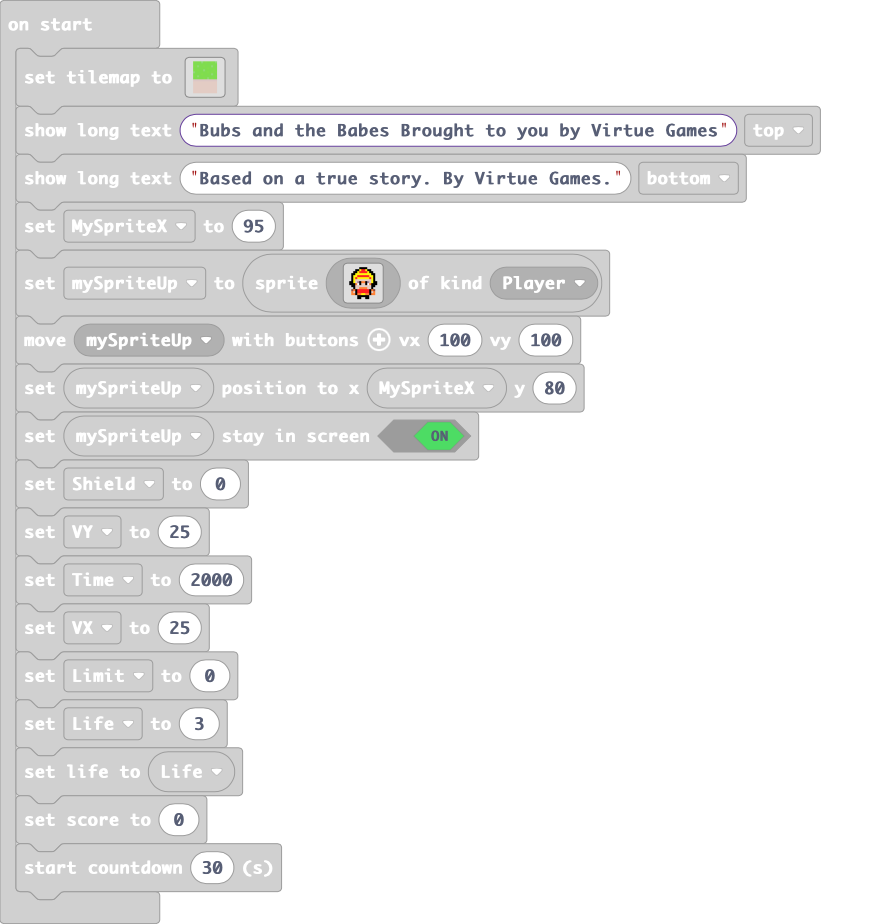 on start
set tilemap to
show long text "Bubs and the Babes Brought to you by Virtue Games" top
show long text "Based on a true story. By Virtue Games." bottom
set MySpriteX to 95
set mySpriteUp to sprite of kind Player
move mySpriteUp with buttons + vx 100 vy 100
set mySpriteUp position to x MySpriteX y 80
set mySpriteUp stay in screen ON
set Shield to 0
set VY to 25
set Time to 2000
set VX to 25
set Limit to 0
set Life to 3
set life to Life
set score to 0
start countdown 30 (s)